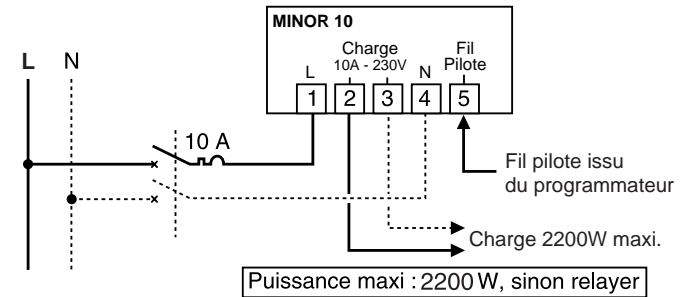 MINOR 10
L N
Charge
10A - 230V
Fil
Pilote
L
N
1 2 3 4 5
10 A
Fil pilote issu
du programmateur
Charge 2200W maxi.
Puissance maxi : 2200 W, sinon relayer